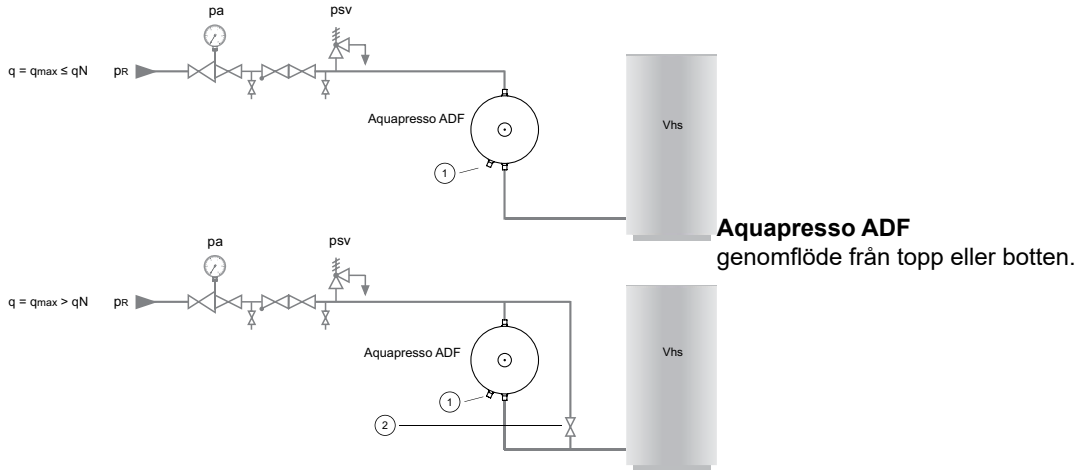 pa
psv
q = qmax ≤ qN
pR
Aquapresso ADF
Vhs
1
Aquapresso ADF
genomflöde från topp eller botten.
pa
psv
q = qmax > qN
pR
Aquapresso ADF
Vhs
1
2